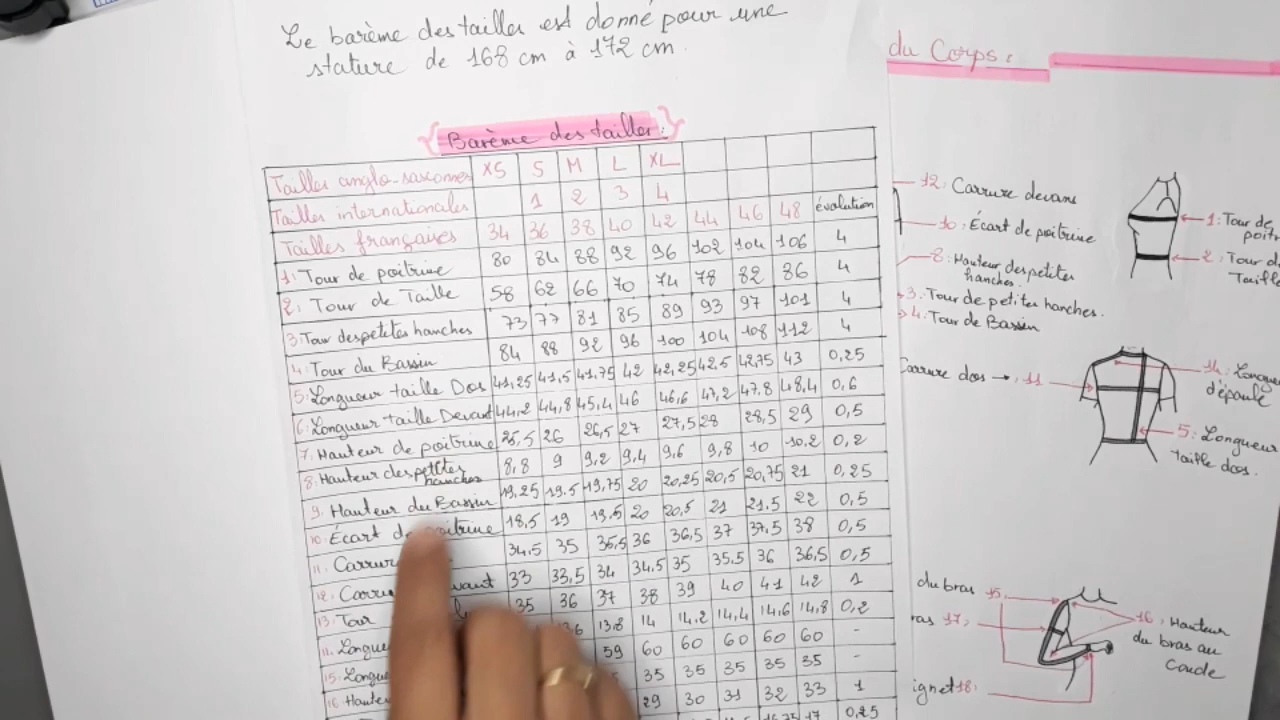 Le barème des tailles est donné pour une
stature de 168 cm à 172 cm.
Barème des tailles:
Tailles anglo-saxonnes XS S M L XL
Tailles internationales 1 2 3 4
Tailles françaises 34 36 38 40 42 44 46 48 évolution
1: Tour de poitrine 80 84 88 92 96 102 104 106 4
2: Tour de Taille 58 62 66 70 74 78 82 86 4
3: Tour des petites hanches 73 77 81 85 89 93 97 101 4
4: Tour du Bassin 84 88 92 96 100 104 108 112 4
5: Longueur taille Dos 41,25 41,5 41,75 42 42,25 42,5 42,75 43 0,25
6: Longueur taille Devant 44,2 44,8 45,4 46 46,6 47,2 47,8 48,4 0,6
7: Hauteur de poitrine 25,5 26 26,5 27 27,5 28 28,5 29 0,5
8: Hauteur des petites hanches 8,8 9 9,2 9,4 9,6 9,8 10 10,2 0,2
9: Hauteur du Bassin 19,25 19,5 19,75 20 20,25 20,5 20,75 21 0,25
10: Écart de poitrine 18,5 19 19,5 20 20,5 21 21,5 22 0,5
11: 34,5 35 35,5 36 36,5 37 37,5 38 0,5
12: 33 33,5 34 34,5 35 35,5 36 36,5 0,5
13: Tour 35 36 37 38 39 40 41 42 1
13,8 14 14,2 14,4 14,6 14,8 0,2
15: 59 60 60 60 60 60 -
35 35 35 35 35 -
29 30 31 32 33 1
17 0,25
du Corps:
12: Carrure devant
10: Écart de poitrine
8: Hauteur des petites
hanches.
3: Tour de petites hanches.
4: Tour de Bassin
1: Tour de
2: Tour de
Carrure dos → 11
14:
d'épaule
5: Longueur
taille dos.
du bras 15:
17:
16: Hauteur
du bras au
Coude
18: